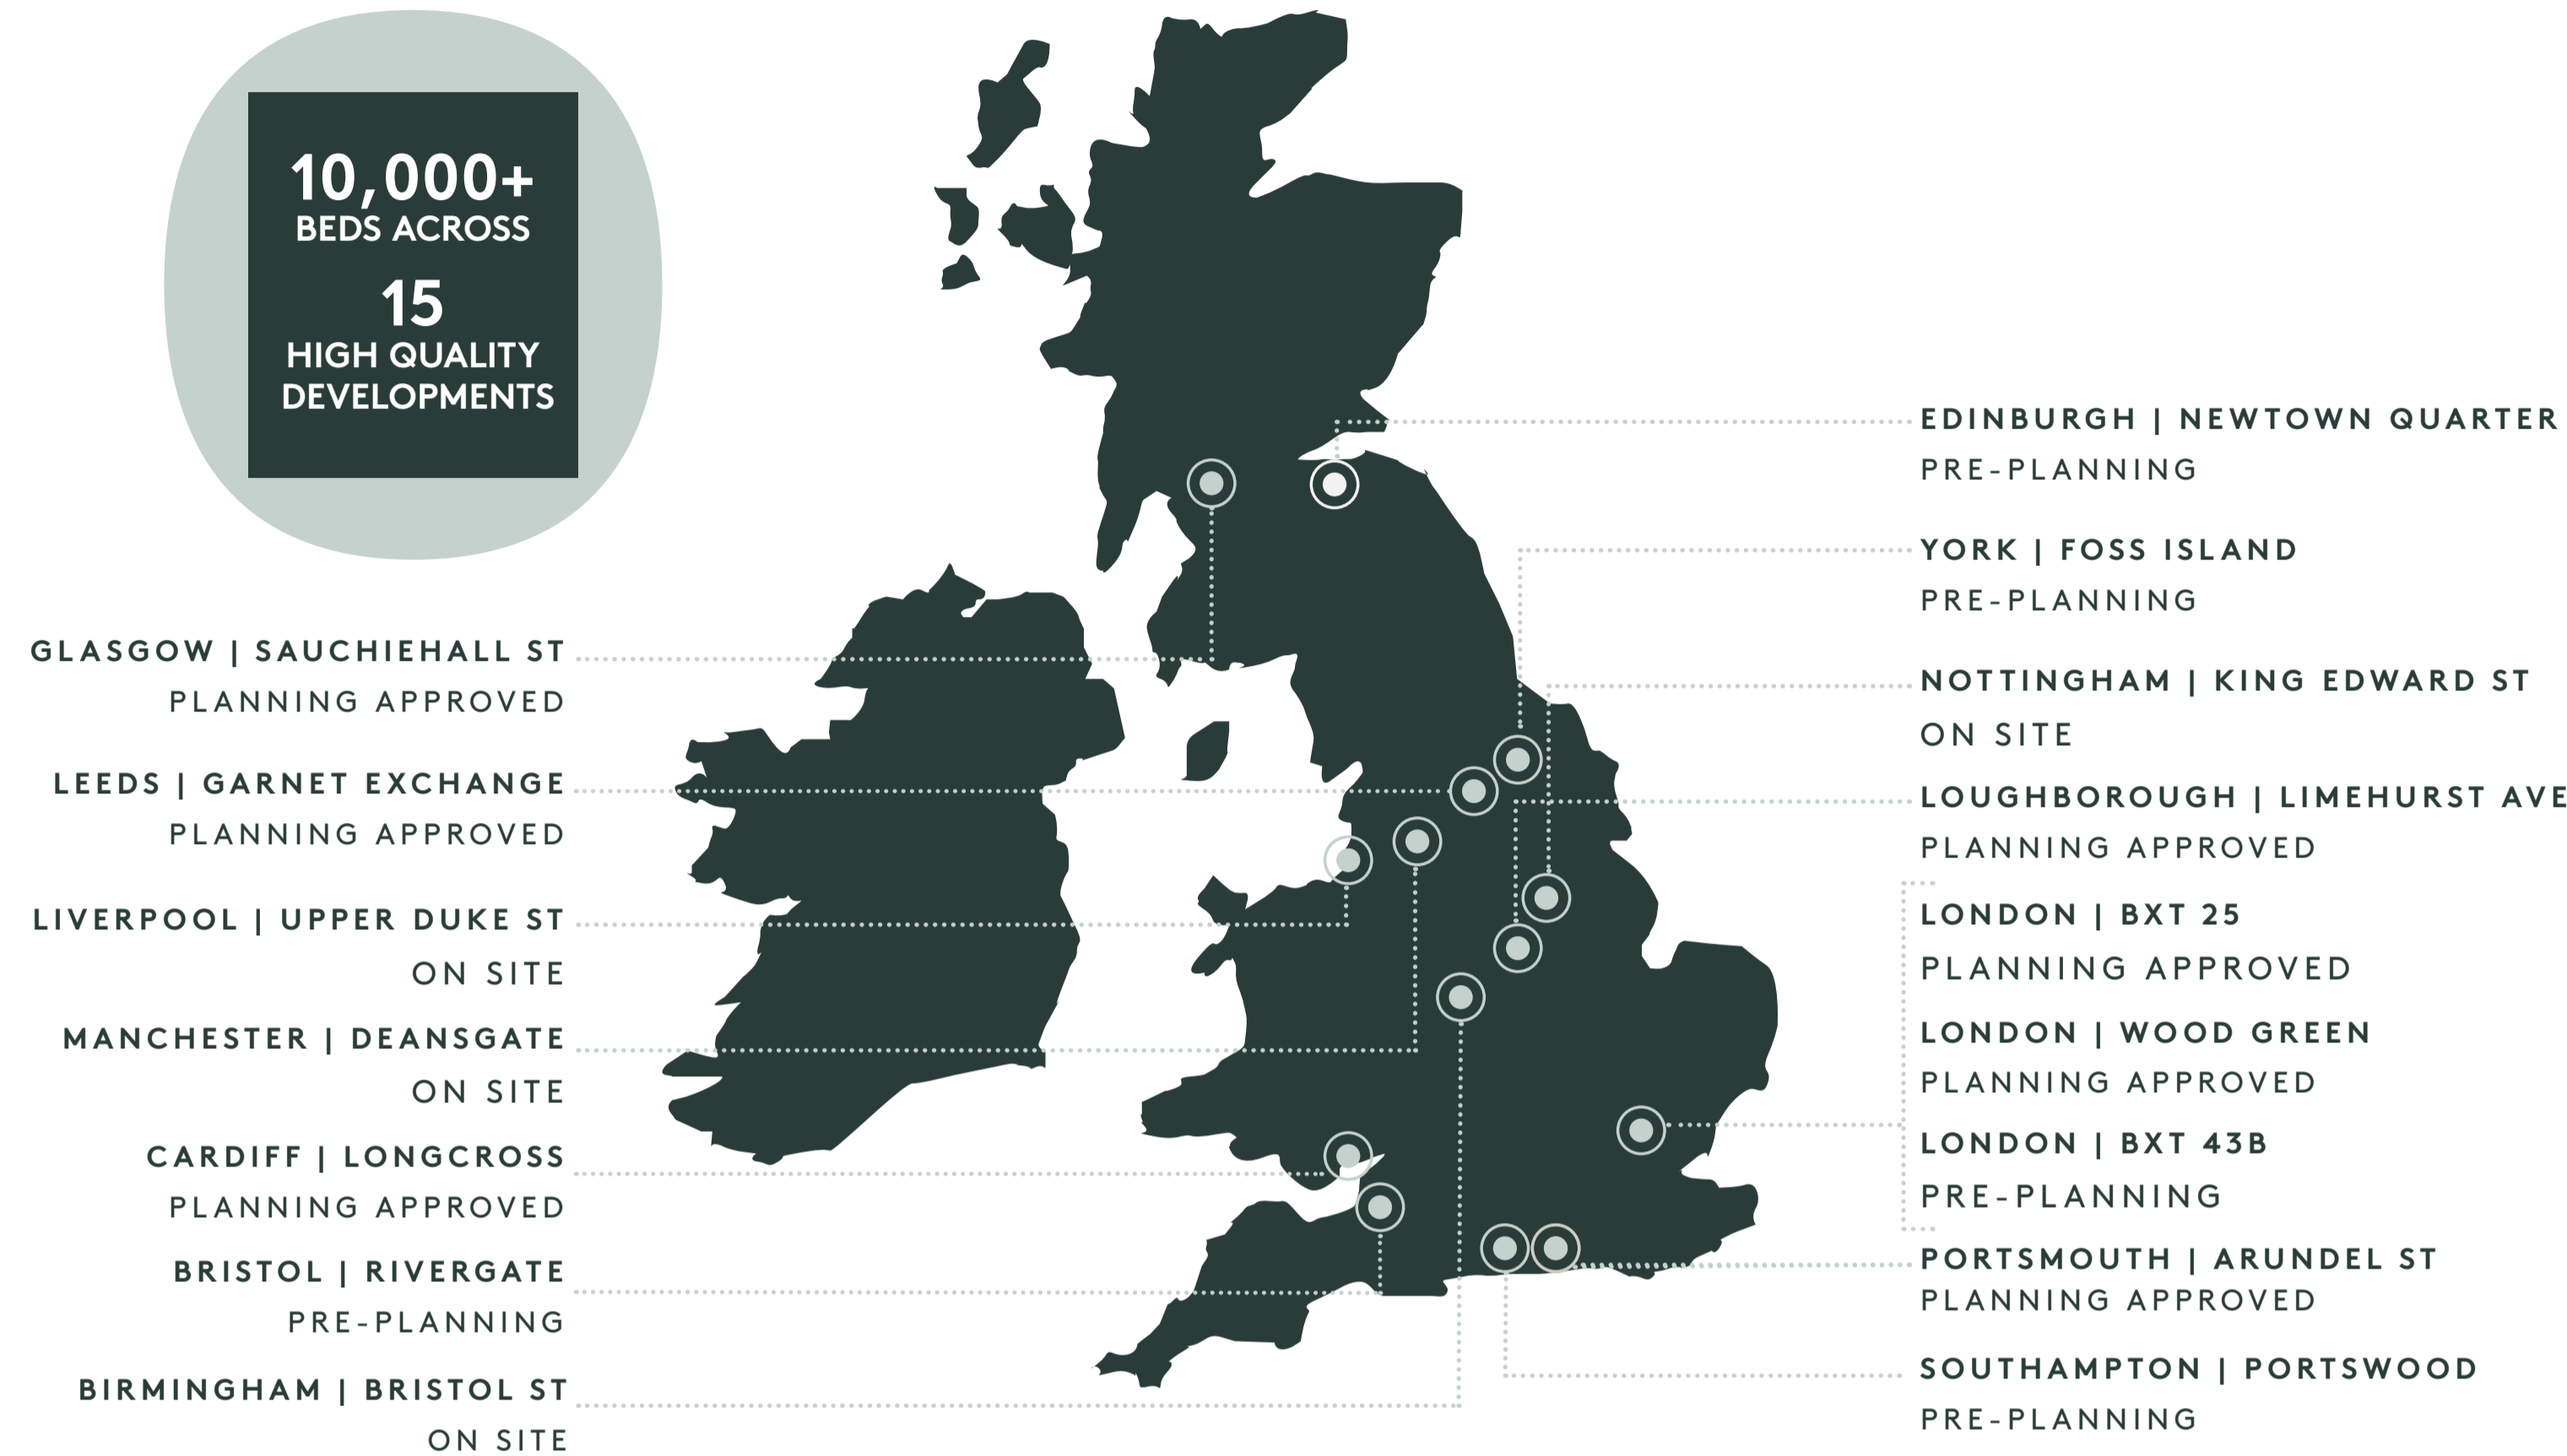 10,000+
BEDS ACROSS
15
HIGH QUALITY
DEVELOPMENTS
GLASGOW | SAUCHIEHALL ST
PLANNING APPROVED
LEEDS | GARNET EXCHANGE
PLANNING APPROVED
LIVERPOOL | UPPER DUKE ST
ON SITE
MANCHESTER | DEANSGATE
ON SITE
CARDIFF | LONGCROSS
PLANNING APPROVED
BRISTOL | RIVERGATE
PRE-PLANNING
BIRMINGHAM | BRISTOL ST
ON SITE
EDINBURGH | NEWTOWN QUARTER
PRE-PLANNING
YORK | FOSS ISLAND
PRE-PLANNING
NOTTINGHAM | KING EDWARD ST
ON SITE
LOUGHBOROUGH | LIMEHURST AVE
PLANNING APPROVED
LONDON | BXT 25
PLANNING APPROVED
LONDON | WOOD GREEN
PLANNING APPROVED
LONDON | BXT 43B
PRE-PLANNING
PORTSMOUTH | ARUNDEL ST
PLANNING APPROVED
SOUTHAMPTON | PORTSWOOD
PRE-PLANNING